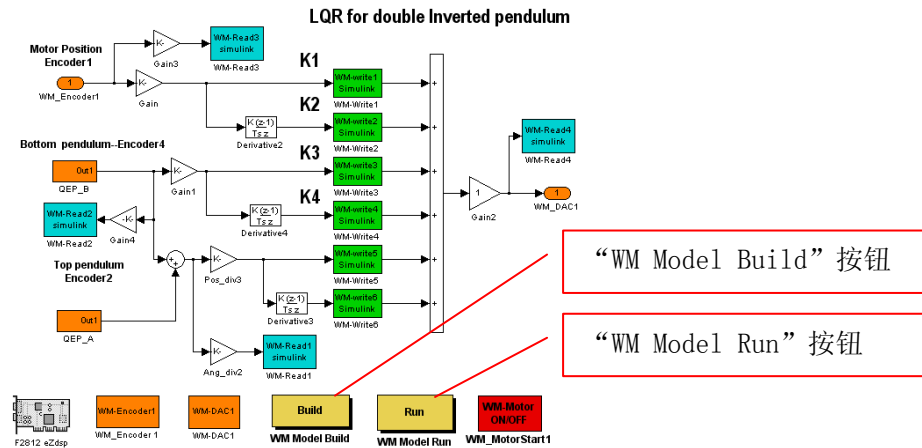 LQR for double Inverted pendulum
Motor Position
Encoder1
1
WM_Encoder1
K-
Gain3
WM-Read3
simulink
WM-Read3
K-
Gain
K1
WM-write1
Simulink
WM-Write1
+
K2
K (z-1)
Ts z
Derivative2
WM-write2
Simulink
WM-Write2
+
Bottom pendulum--Encoder4
Out1
QEP_B
K-
Gain1
K3
WM-write3
Simulink
WM-Write3
+
K4
K (z-1)
Ts z
Derivative4
WM-write4
Simulink
WM-Write4
+
WM-Read2
simulink
WM-Read2
-K-
Gain4
1
Gain2
WM-Read4
simulink
WM-Read4
1
WM_DAC1
Top pendulum
Encoder2
Out1
QEP_A
+
+
K-
Pos_div3
WM-write5
Simulink
WM-Write5
+
K (z-1)
Ts z
Derivative3
WM-write6
Simulink
WM-Write6
+
K-
Ang_div2
WM-Read1
simulink
WM-Read1
“WM Model Build”按钮
“WM Model Run”按钮
F2812 eZdsp
WM-Encoder1
WM_Encoder1
WM-DAC1
WM-DAC1
Build
WM Model Build
Run
WM Model Run
WM-Motor
ON/OFF
WM_MotorStart1